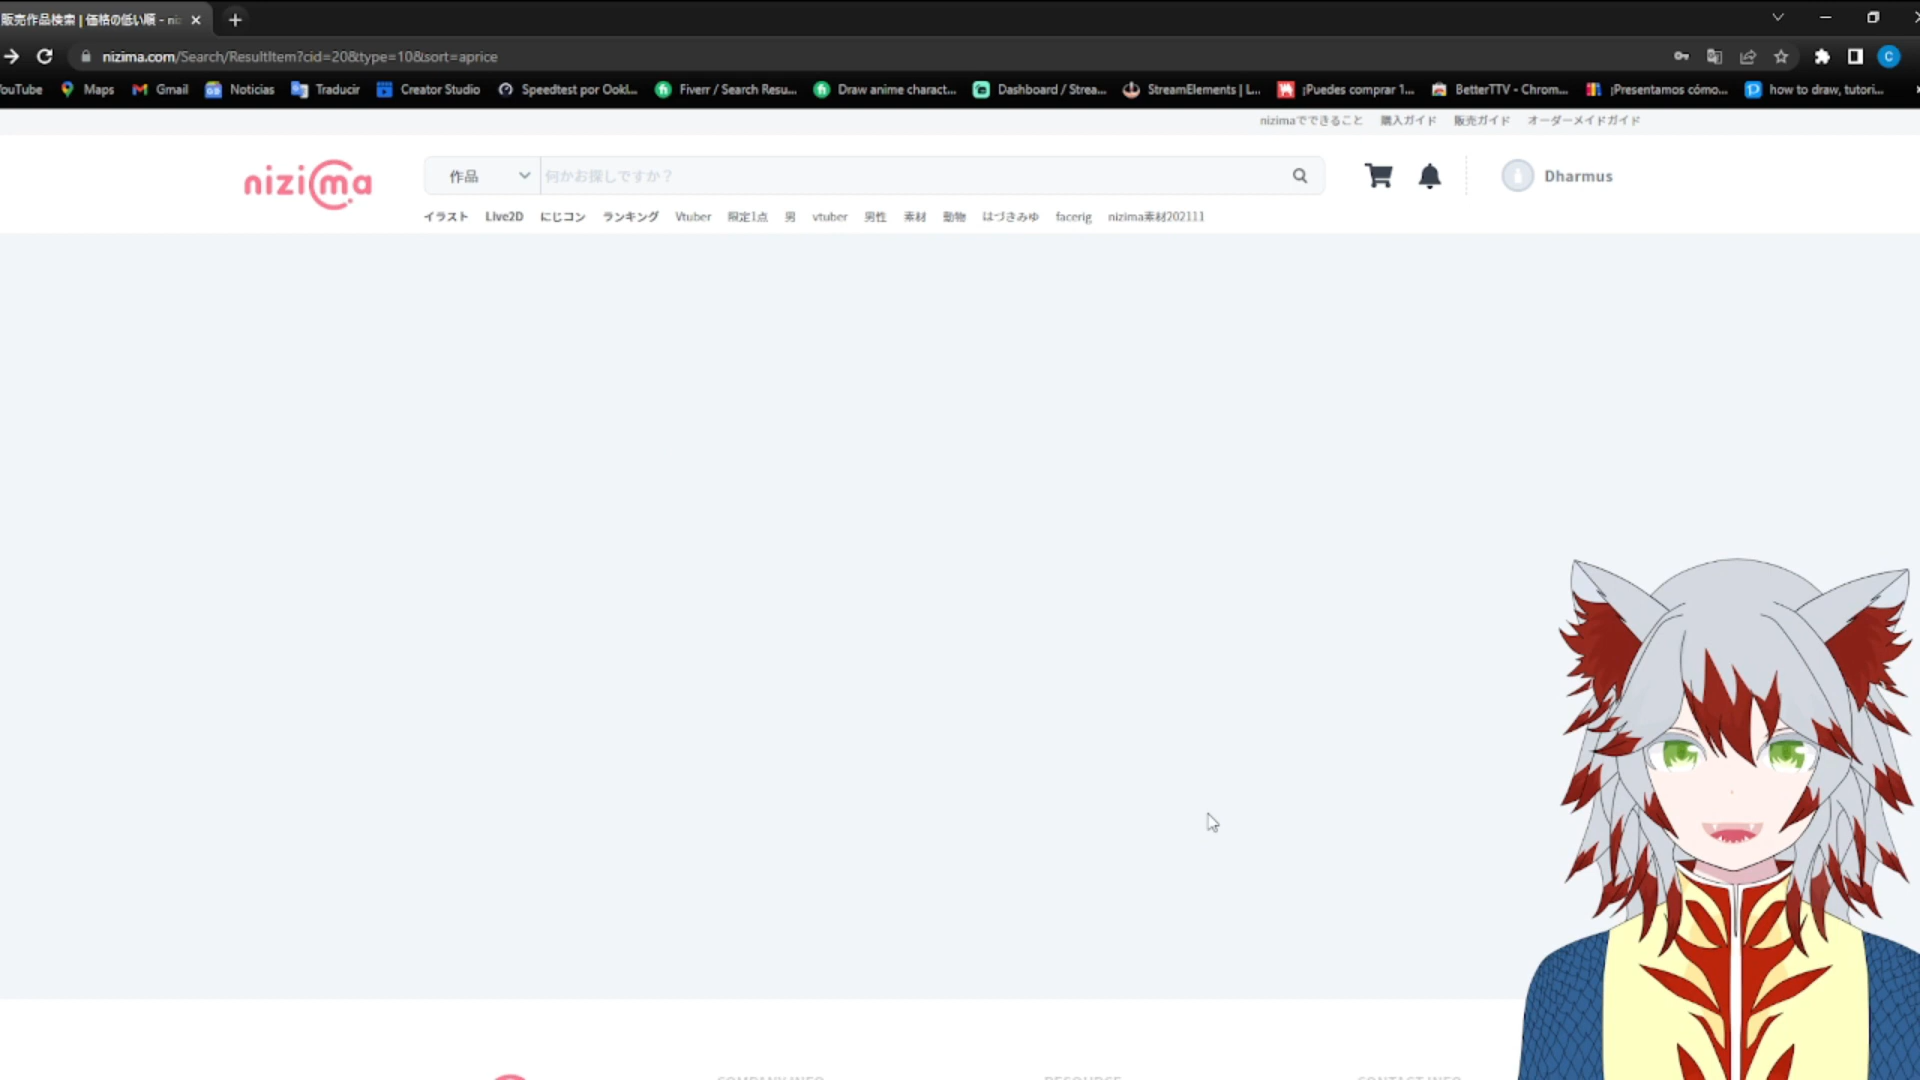 販売作品検索 | 価格の低い順 - ni
nizima.com/Search/ResultItem?cid=20&type=10&sort=aprice
C
ouTube
Maps
Gmail
Noticias
Traducir
Creator Studio
Speedtest por Ookl...
Fiverr / Search Resu...
Draw anime charact...
Dashboard / Strea...
StreamElements | L...
¡Puedes comprar 1...
BetterTTV - Chrom...
¡Presentamos cómo...
how to draw, tutori...
nizimaでできること
購入ガイド
販売ガイド
オーダーメイドガイド
nizima
作品
何かお探しですか？
Dharmus
イラスト
Live2D
にじコン
ランキング
Vtuber
限定1点
男
vtuber
男性
素材
動物
はづきみゆ
facerig
nizima素材202111
COMPANY INFO
RESOURCE
CONTACT INFO